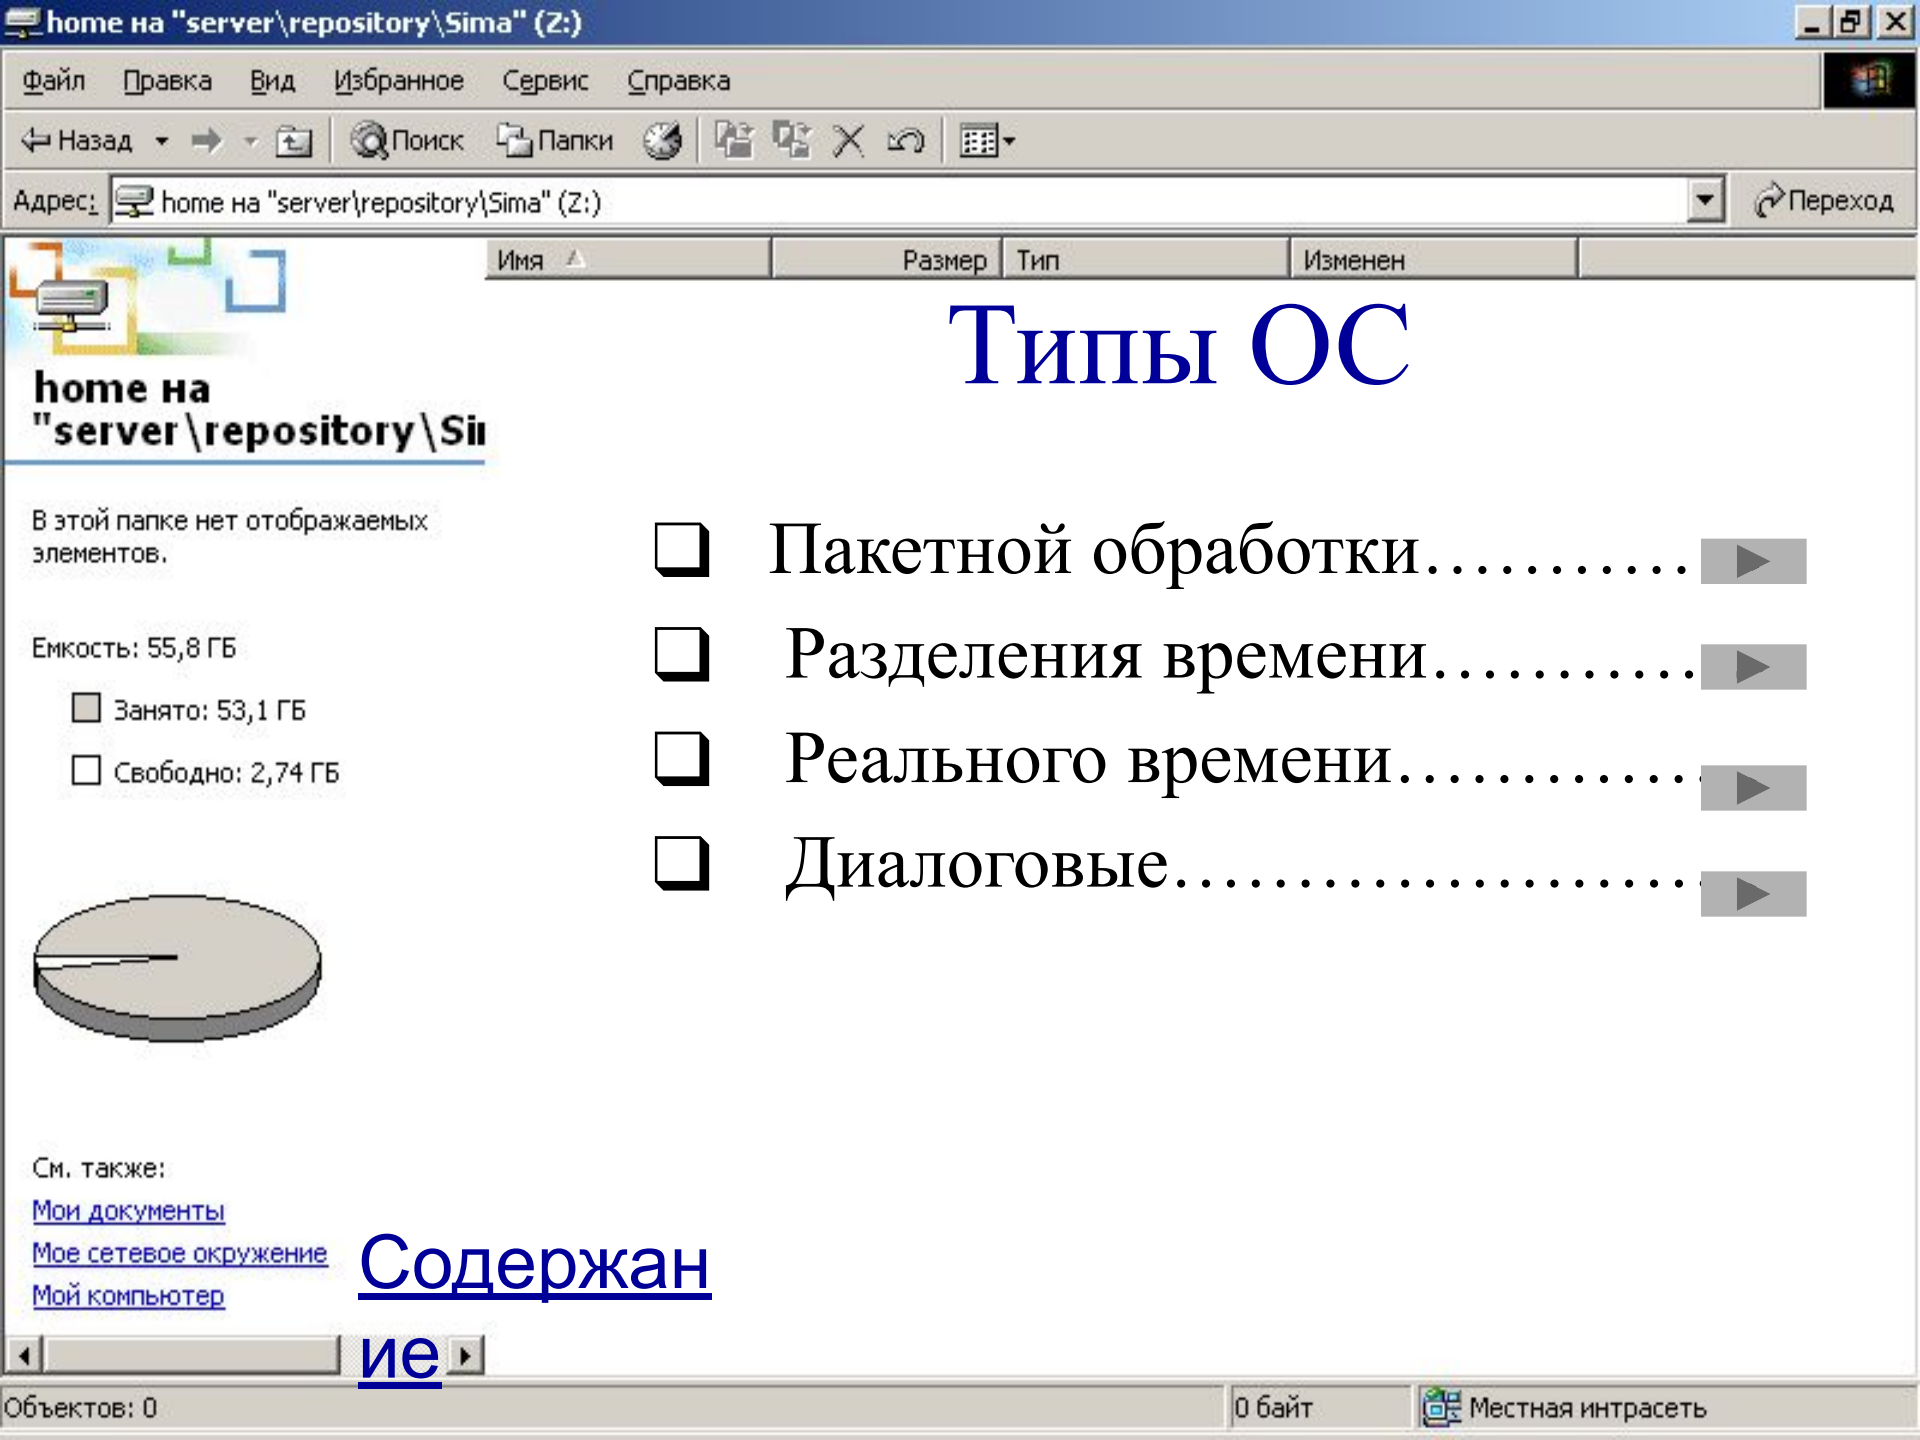 home на "server\repository\Sima" (Z:)
Файл Правка Вид Избранное Сервис Справка
Назад Поиск Папки
Адрес: home на "server\repository\Sima" (Z:) Переход
Имя Размер Тип Изменен
Типы ОС
home на
"server\repository\Si
В этой папке нет отображаемых
элементов.
Емкость: 55,8 ГБ
Занято: 53,1 ГБ
Свободно: 2,74 ГБ
Пакетной обработки...........
Разделения времени...........
Реального времени.............
Диалоговые......................
См. также:
Мои документы
Мое сетевое окружение
Мой компьютер
Содержан
ие
Объектов: 0 0 байт Местная интрасеть